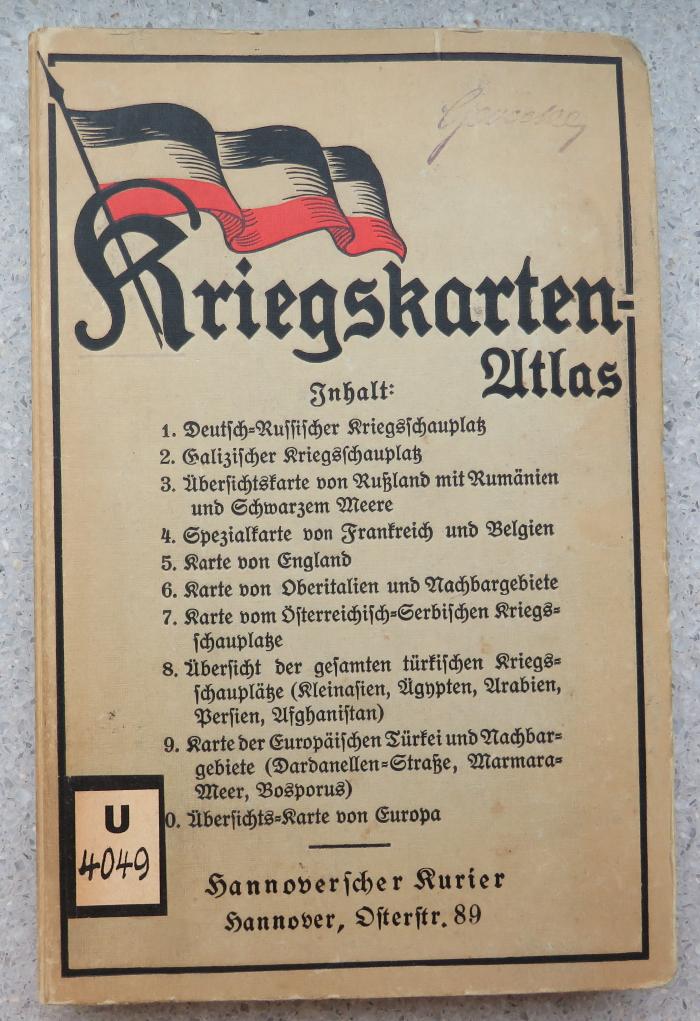 Kriegskarten-
Atlas
Inhalt:
1. Deutsch-Russischer Kriegsschauplatz
2. Galizischer Kriegsschauplatz
3. Übersichtskarte von Rußland mit Rumänien
und Schwarzem Meere
4. Spezialkarte von Frankreich und Belgien
5. Karte von England
6. Karte von Oberitalien und Nachbargebiete
7. Karte vom Österreichisch-Serbischen Kriegs-
schauplatze
8. Übersicht der gesamten türkischen Kriegs-
schauplätze (Kleinasien, Ägypten, Arabien,
Persien, Afghanistan)
9. Karte der Europäischen Türkei und Nachbar-
gebiete (Dardanellen-Straße, Marmara-
Meer, Bosporus)
0. Übersichts-Karte von Europa
U
4049
Hannoverscher Kurier
Hannover, Osterstr. 89